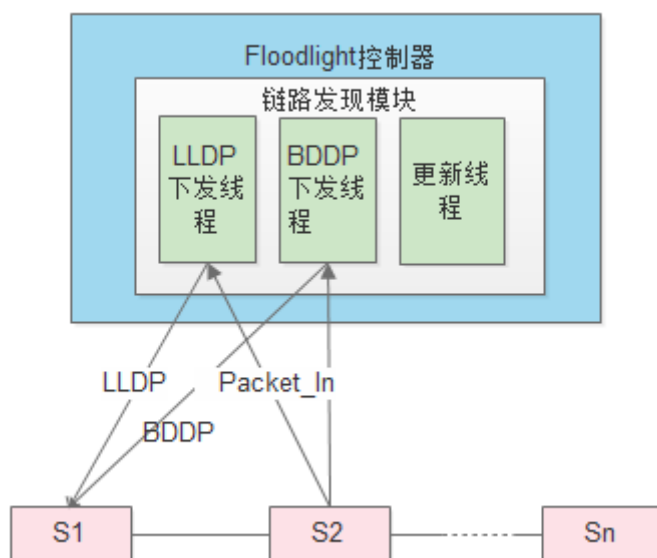 Floodlight控制器
链路发现模块
LLDP
下发线
程
BDDP
下发线
程
更新线
程
LLDP
Packet_In
BDDP
S1
S2
Sn